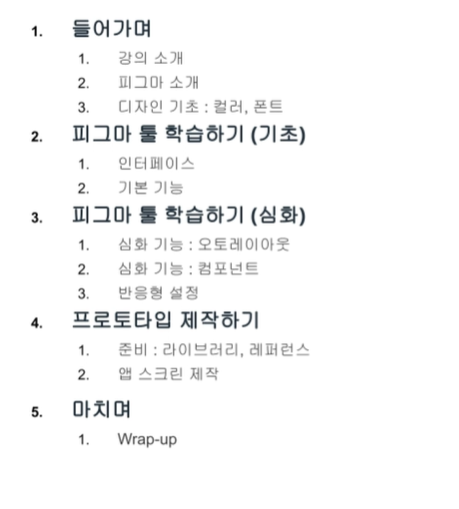 1. 들어가며
1. 강의 소개
2. 피그마 소개
3. 디자인 기초 : 컬러, 폰트
2. 피그마 툴 학습하기 (기초)
1. 인터페이스
2. 기본 기능
3. 피그마 툴 학습하기 (심화)
1. 심화 기능 : 오토레이아웃
2. 심화 기능 : 컴포넌트
3. 반응형 설정
4. 프로토타입 제작하기
1. 준비 : 라이브러리, 레퍼런스
2. 앱 스크린 제작
5. 마치며
1. Wrap-up